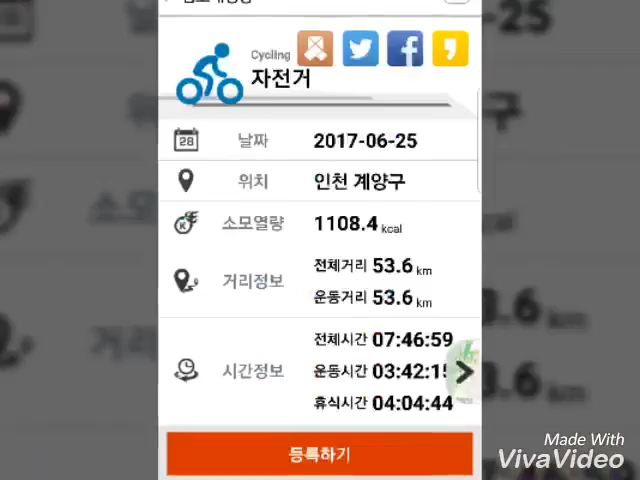 Cycling
자전거
28
날짜 2017-06-25
위치 인천 계양구
소모열량 1108.4 kcal
거리정보
전체거리 53.6 km
운동거리 53.6 km
시간정보
전체시간 07:46:59
운동시간 03:42:15
휴식시간 04:04:44
등록하기
Made With
VivaVideo